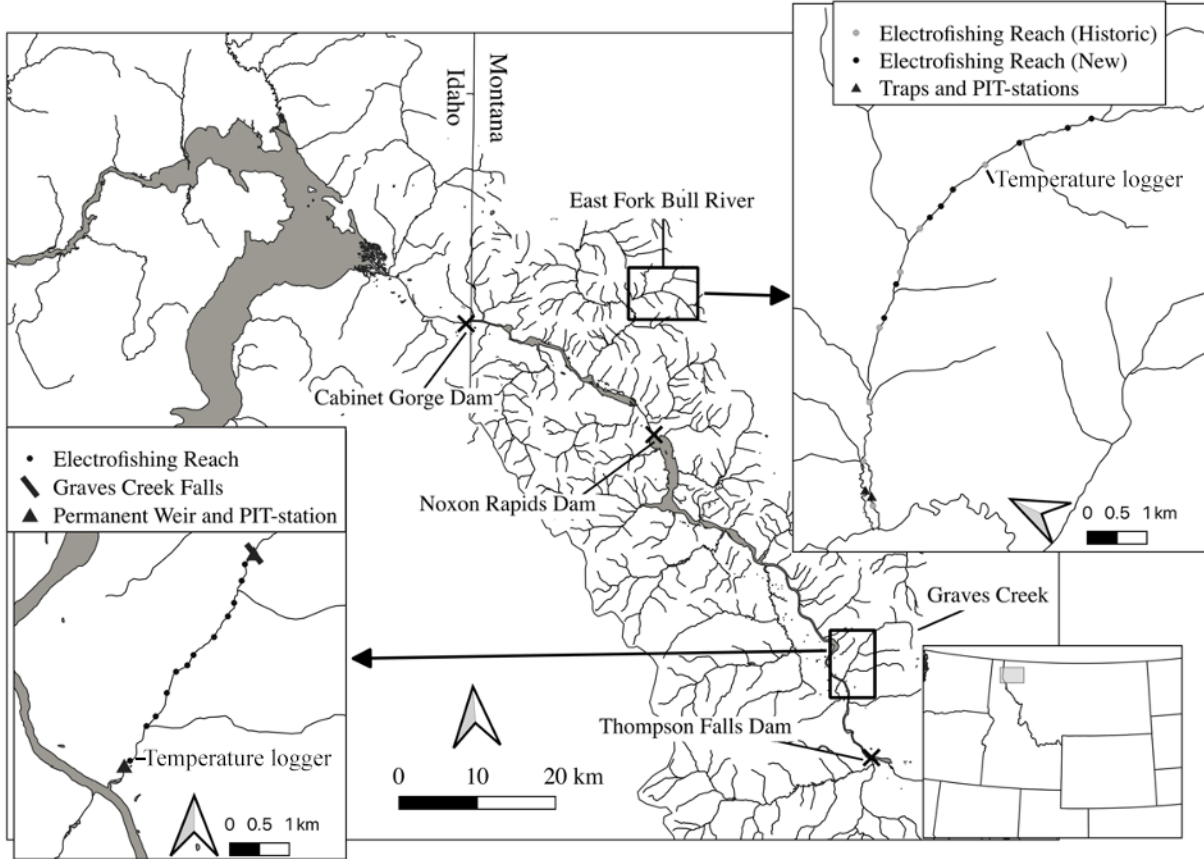 Montana
Idaho
Electrofishing Reach (Historic)
Electrofishing Reach (New)
Traps and PIT-stations
Temperature logger
East Fork Bull River
Cabinet Gorge Dam
Noxon Rapids Dam
0 0.5 1 km
Electrofishing Reach
Graves Creek Falls
Permanent Weir and PIT-station
Graves Creek
Thompson Falls Dam
Temperature logger
0 10 20 km
0 0.5 1 km